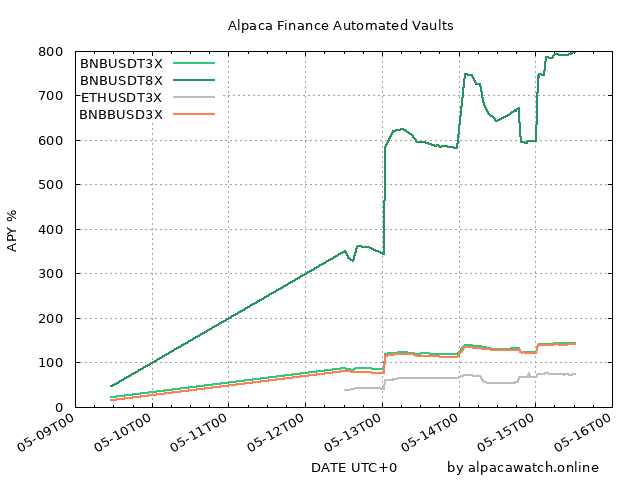 Alpaca Finance Automated Vaults
BNBUSDT3X
BNBUSDT8X
ETHUSDT3X
BNBBUSD3X
800
700
600
500
400
300
200
100
0
APY %
05-09T00
05-10T00
05-11T00
05-12T00
05-13T00
05-14T00
05-15T00
05-16T00
DATE UTC+0
by alpacawatch.online